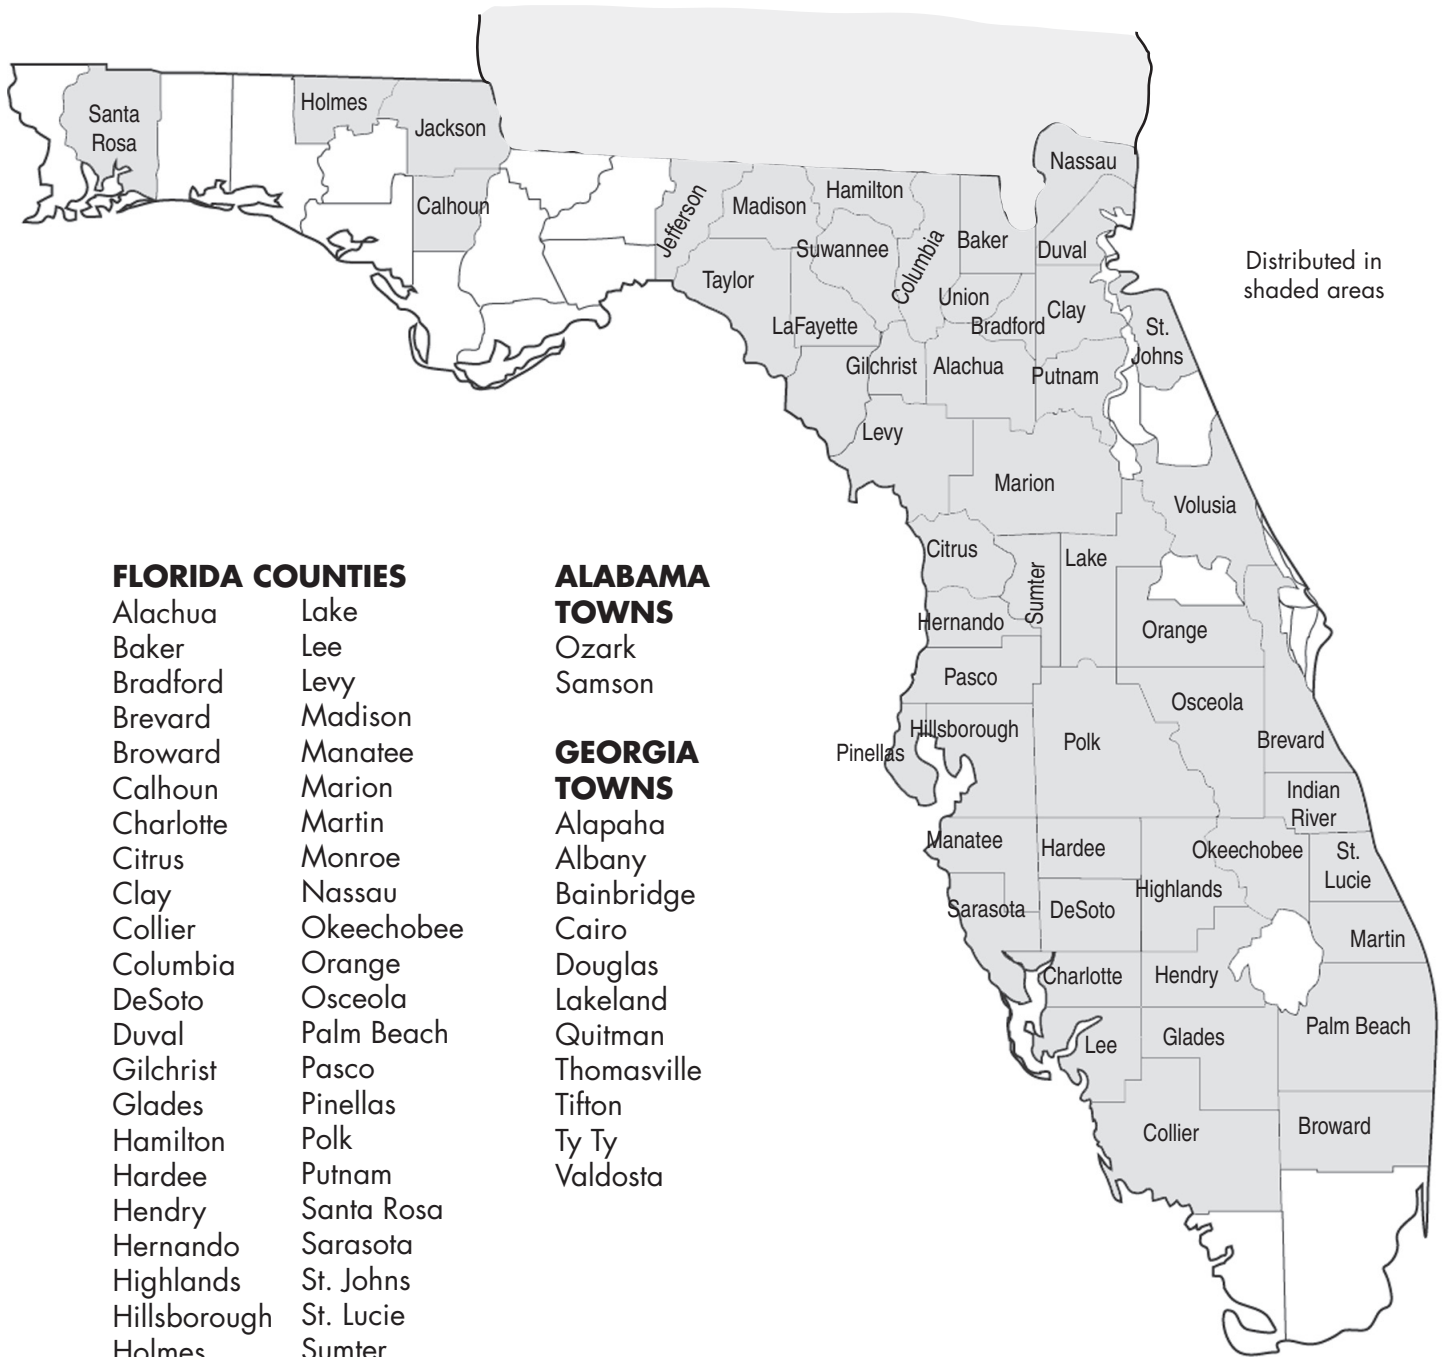 Santa
Rosa
Holmes
Jackson
Calhoun
Jefferson
Madison
Hamilton
Suwannee
Columbia
Baker
Nassau
Duval
Taylor
LaFayette
Union
Bradford
Clay
St.
Johns
Gilchrist
Alachua
Putnam
Levy
Marion
Volusia
Citrus
Sumter
Lake
Hernando
Orange
Pasco
Osceola
Hillsborough
Pinellas
Polk
Brevard
Indian
River
Manatee
Hardee
Okeechobee
St.
Lucie
Highlands
Sarasota
DeSoto
Martin
Charlotte
Hendry
Palm Beach
Lee
Glades
Collier
Broward
Distributed in
shaded areas
FLORIDA COUNTIES
Alachua
Baker
Bradford
Brevard
Broward
Calhoun
Charlotte
Citrus
Clay
Collier
Columbia
DeSoto
Duval
Gilchrist
Glades
Hamilton
Hardee
Hendry
Hernando
Highlands
Hillsborough
Holmes
Lake
Lee
Levy
Madison
Manatee
Marion
Martin
Monroe
Nassau
Okeechobee
Orange
Osceola
Palm Beach
Pasco
Pinellas
Polk
Putnam
Santa Rosa
Sarasota
St. Johns
St. Lucie
Sumter
ALABAMA
TOWNS
Ozark
Samson
GEORGIA
TOWNS
Alapaha
Albany
Bainbridge
Cairo
Douglas
Lakeland
Quitman
Thomasville
Tifton
Ty Ty
Valdosta